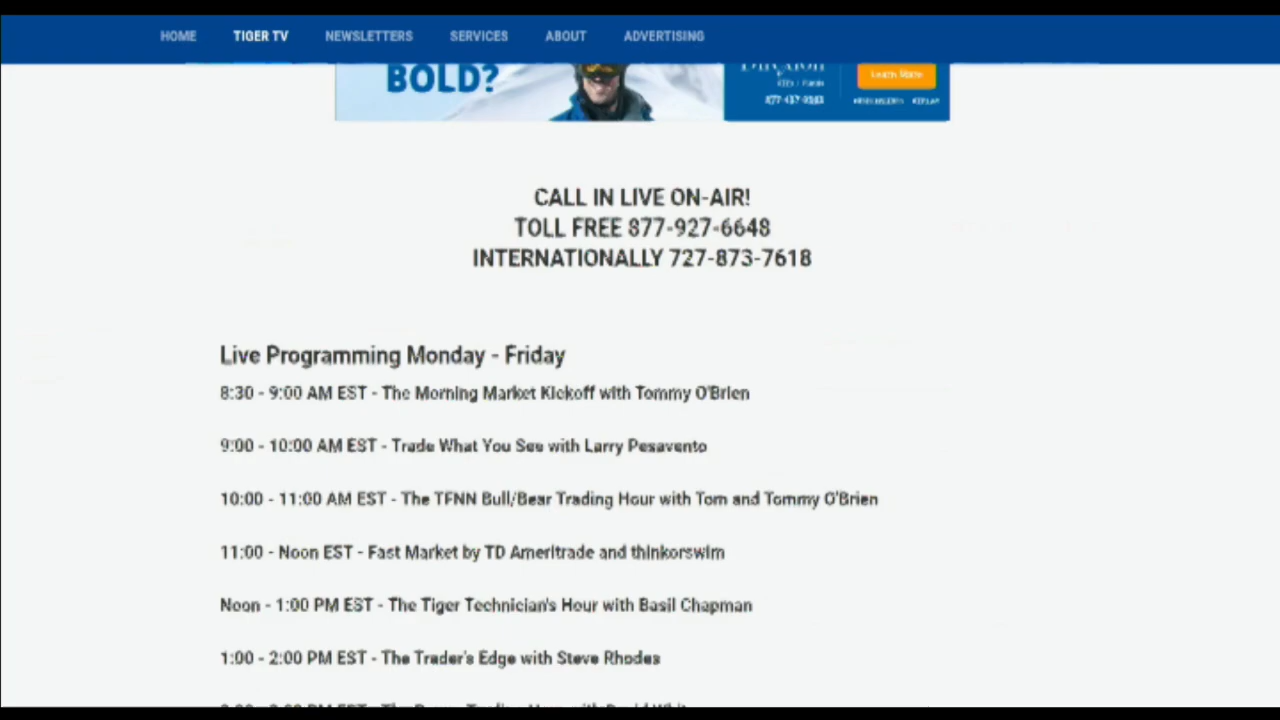 HOME TIGER TV NEWSLETTERS SERVICES ABOUT ADVERTISING
BOLD?
Learn More
877-437-9363
CALL IN LIVE ON-AIR!
TOLL FREE 877-927-6648
INTERNATIONALLY 727-873-7618
Live Programming Monday - Friday
8:30 - 9:00 AM EST - The Morning Market Kickoff with Tommy O'Brien
9:00 - 10:00 AM EST - Trade What You See with Larry Pesavento
10:00 - 11:00 AM EST - The TFNN Bull/Bear Trading Hour with Tom and Tommy O'Brien
11:00 - Noon EST - Fast Market by TD Ameritrade and thinkorswim
Noon - 1:00 PM EST - The Tiger Technician's Hour with Basil Chapman
1:00 - 2:00 PM EST - The Trader's Edge with Steve Rhodes